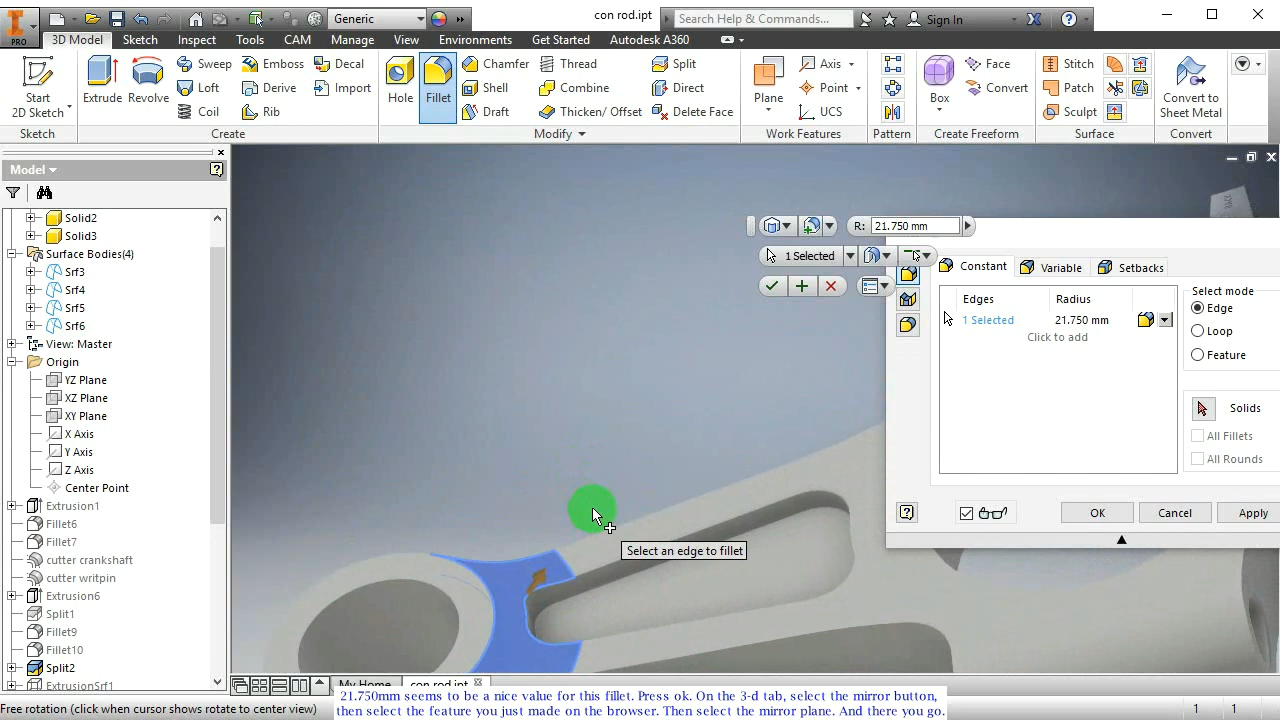 PRO
Generic
con rod.ipt
Search Help & Commands...
Sign In
3D Model Sketch Inspect Tools CAM Manage View Environments Get Started Autodesk A360
Start
2D Sketch
Sketch
Extrude
Revolve
Sweep
Loft
Coil
Emboss
Derive
Rib
Decal
Import
Create
Hole
Fillet
Chamfer
Shell
Draft
Thread
Combine
Thicken/ Offset
Split
Direct
Delete Face
Modify
Plane
Axis
Point
UCS
Work Features
Pattern
Box
Face
Convert
Create Freeform
Stitch
Patch
Sculpt
Surface
Convert to
Sheet Metal
Convert
Model
Solid2
Solid3
Surface Bodies(4)
Srf3
Srf4
Srf5
Srf6
View: Master
Origin
YZ Plane
XZ Plane
XY Plane
X Axis
Y Axis
Z Axis
Center Point
Extrusion1
Fillet6
Fillet7
cutter crankshaft
cutter writpin
Extrusion6
Split1
Fillet9
Fillet10
Split2
ExtrusionSrf1
R: 21.750 mm
1 Selected
Constant Variable Setbacks
Edges Radius
1 Selected 21.750 mm
Click to add
Select mode
Edge
Loop
Feature
Solids
All Fillets
All Rounds
OK Cancel Apply
Select an edge to fillet
My Home con rod.ipt
21.750mm seems to be a nice value for this fillet. Press ok. On the 3-d tab, select the mirror button,
then select the feature you just made on the browser. Then select the mirror plane. And there you go.
Free rotation (click when cursor shows rotate to center view)
1 1